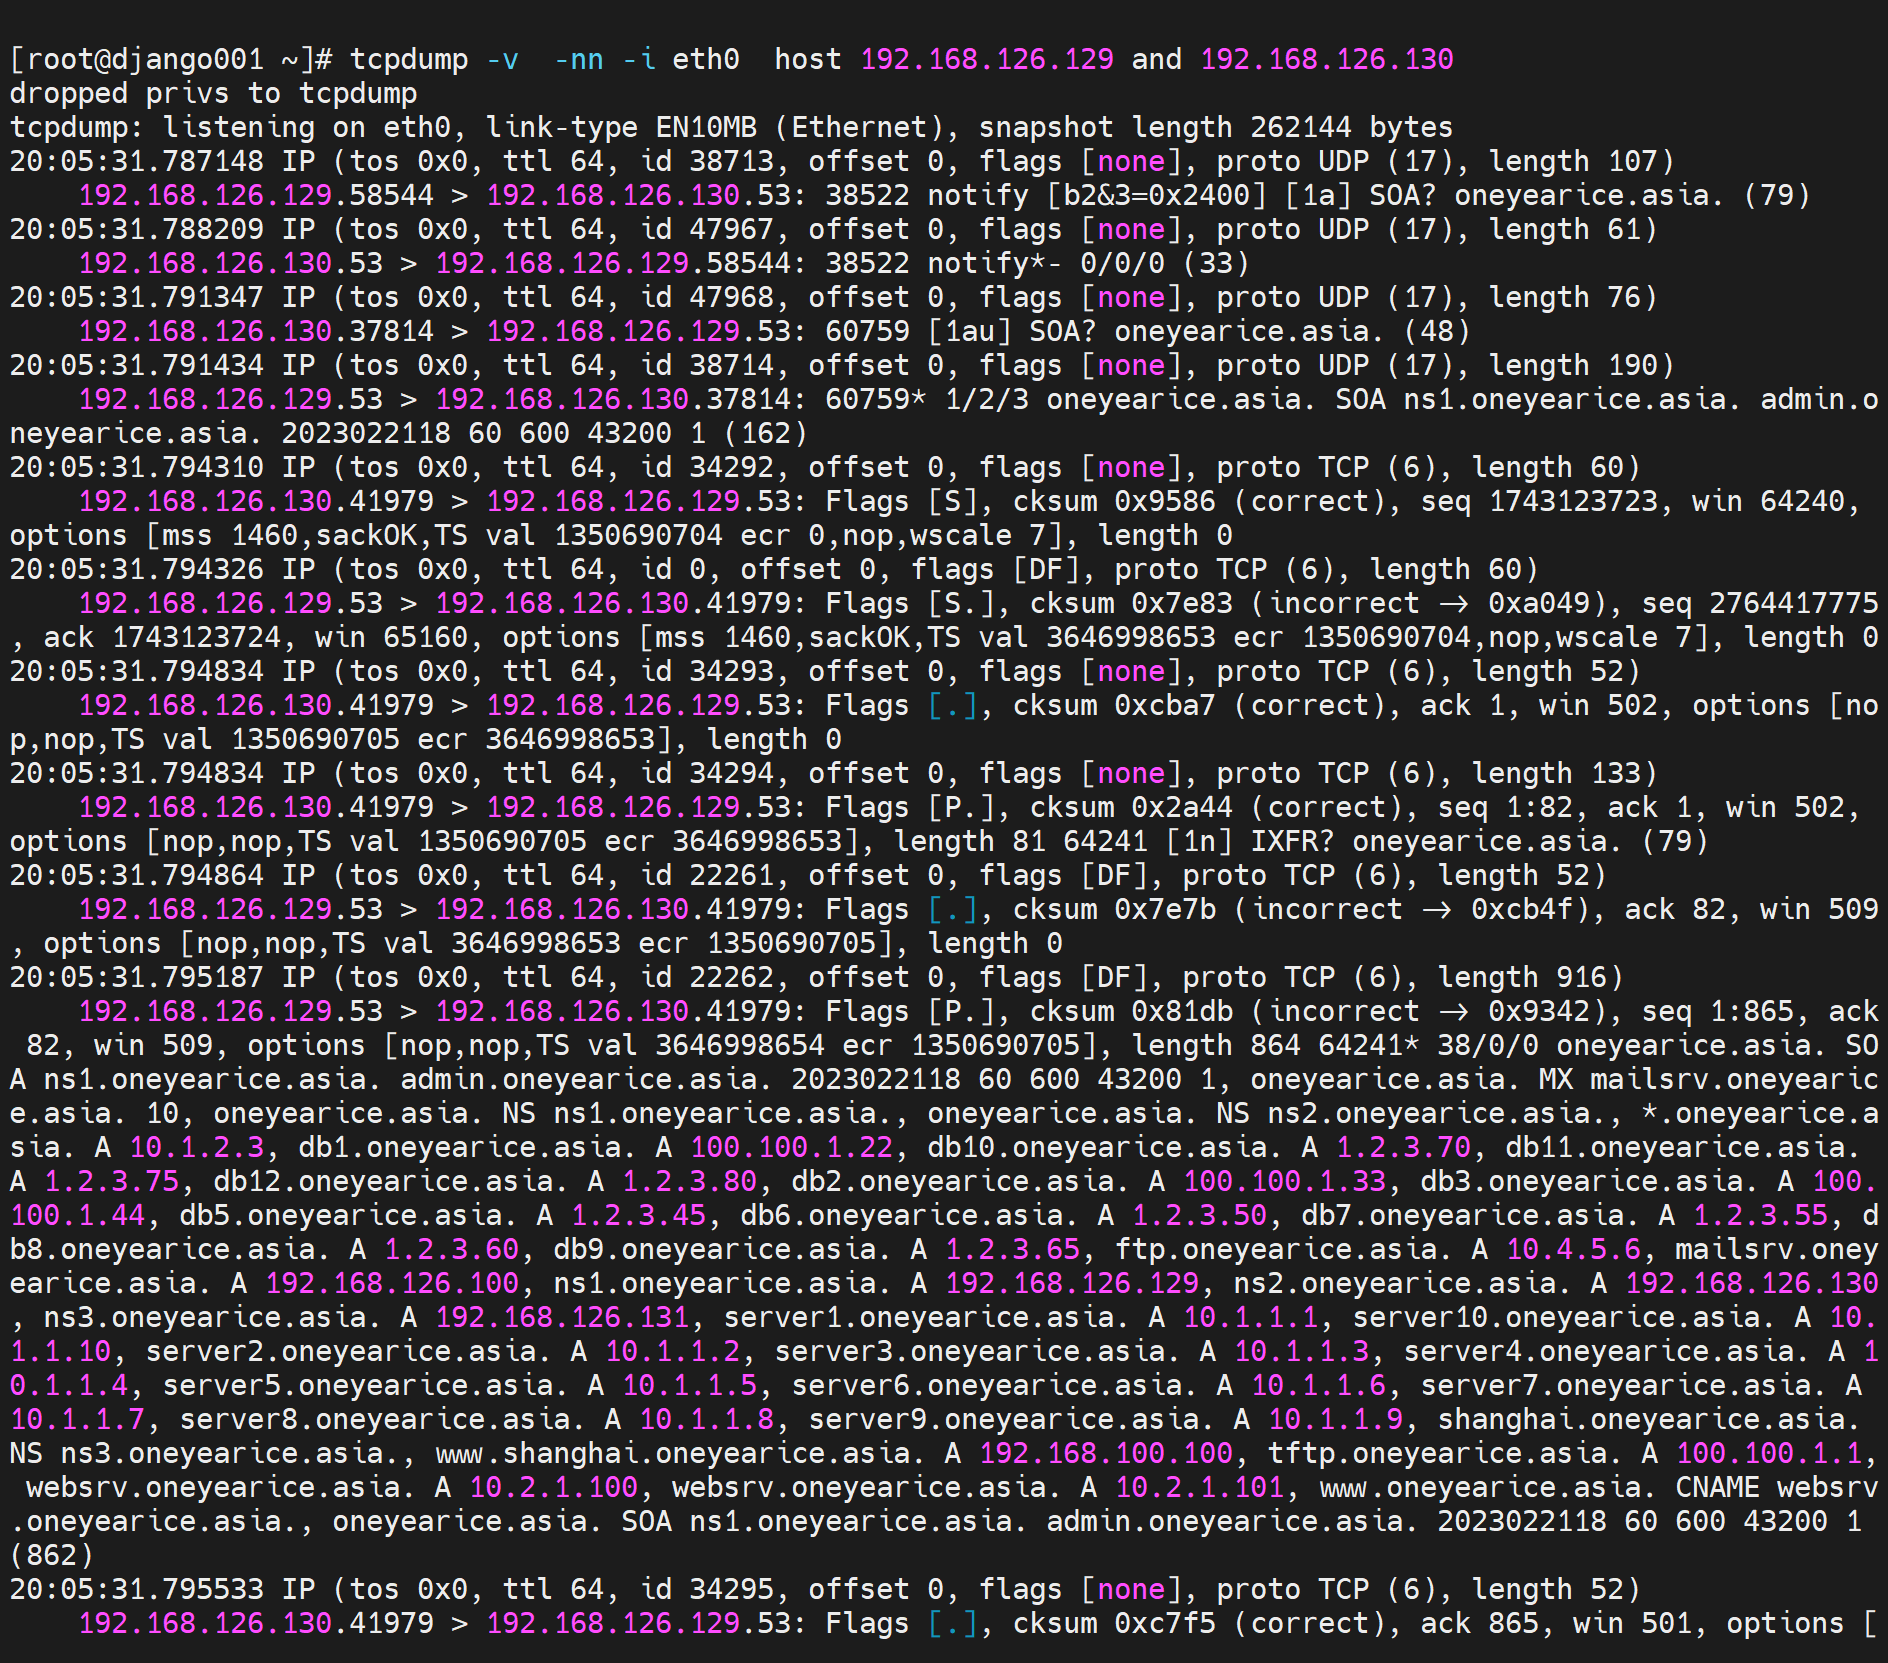 [root@django001 ~]# tcpdump -v  -nn -i eth0  host 192.168.126.129 and 192.168.126.130
dropped privs to tcpdump
tcpdump: listening on eth0, link-type EN10MB (Ethernet), snapshot length 262144 bytes
20:05:31.787148 IP (tos 0x0, ttl 64, id 38713, offset 0, flags [none], proto UDP (17), length 107)
    192.168.126.129.58544 > 192.168.126.130.53: 38522 notify [b2&3=0x2400] [1a] SOA? oneyearice.asia. (79)
20:05:31.788209 IP (tos 0x0, ttl 64, id 47967, offset 0, flags [none], proto UDP (17), length 61)
    192.168.126.130.53 > 192.168.126.129.58544: 38522 notify*- 0/0/0 (33)
20:05:31.791347 IP (tos 0x0, ttl 64, id 47968, offset 0, flags [none], proto UDP (17), length 76)
    192.168.126.130.37814 > 192.168.126.129.53: 60759 [1au] SOA? oneyearice.asia. (48)
20:05:31.791434 IP (tos 0x0, ttl 64, id 38714, offset 0, flags [none], proto UDP (17), length 190)
    192.168.126.129.53 > 192.168.126.130.37814: 60759* 1/2/3 oneyearice.asia. SOA ns1.oneyearice.asia. admin.o
neyearice.asia. 2023022118 60 600 43200 1 (162)
20:05:31.794310 IP (tos 0x0, ttl 64, id 34292, offset 0, flags [none], proto TCP (6), length 60)
    192.168.126.130.41979 > 192.168.126.129.53: Flags [S], cksum 0x9586 (correct), seq 1743123723, win 64240,
options [mss 1460,sackOK,TS val 1350690704 ecr 0,nop,wscale 7], length 0
20:05:31.794326 IP (tos 0x0, ttl 64, id 0, offset 0, flags [DF], proto TCP (6), length 60)
    192.168.126.129.53 > 192.168.126.130.41979: Flags [S.], cksum 0x7e83 (incorrect -> 0xa049), seq 2764417775
, ack 1743123724, win 65160, options [mss 1460,sackOK,TS val 3646998653 ecr 1350690704,nop,wscale 7], length 0
20:05:31.794834 IP (tos 0x0, ttl 64, id 34293, offset 0, flags [none], proto TCP (6), length 52)
    192.168.126.130.41979 > 192.168.126.129.53: Flags [.], cksum 0xcba7 (correct), ack 1, win 502, options [no
p,nop,TS val 1350690705 ecr 3646998653], length 0
20:05:31.794834 IP (tos 0x0, ttl 64, id 34294, offset 0, flags [none], proto TCP (6), length 133)
    192.168.126.130.41979 > 192.168.126.129.53: Flags [P.], cksum 0x2a44 (correct), seq 1:82, ack 1, win 502,
options [nop,nop,TS val 1350690705 ecr 3646998653], length 81 64241 [1n] IXFR? oneyearice.asia. (79)
20:05:31.794864 IP (tos 0x0, ttl 64, id 22261, offset 0, flags [DF], proto TCP (6), length 52)
    192.168.126.129.53 > 192.168.126.130.41979: Flags [.], cksum 0x7e7b (incorrect -> 0xcb4f), ack 82, win 509
, options [nop,nop,TS val 3646998653 ecr 1350690705], length 0
20:05:31.795187 IP (tos 0x0, ttl 64, id 22262, offset 0, flags [DF], proto TCP (6), length 916)
    192.168.126.129.53 > 192.168.126.130.41979: Flags [P.], cksum 0x81db (incorrect -> 0x9342), seq 1:865, ack
 82, win 509, options [nop,nop,TS val 3646998654 ecr 1350690705], length 864 64241* 38/0/0 oneyearice.asia. SO
A ns1.oneyearice.asia. admin.oneyearice.asia. 2023022118 60 600 43200 1, oneyearice.asia. MX mailsrv.oneyearic
e.asia. 10, oneyearice.asia. NS ns1.oneyearice.asia., oneyearice.asia. NS ns2.oneyearice.asia., *.oneyearice.a
sia. A 10.1.2.3, db1.oneyearice.asia. A 100.100.1.22, db10.oneyearice.asia. A 1.2.3.70, db11.oneyearice.asia.
A 1.2.3.75, db12.oneyearice.asia. A 1.2.3.80, db2.oneyearice.asia. A 100.100.1.33, db3.oneyearice.asia. A 100.
100.1.44, db5.oneyearice.asia. A 1.2.3.45, db6.oneyearice.asia. A 1.2.3.50, db7.oneyearice.asia. A 1.2.3.55, d
b8.oneyearice.asia. A 1.2.3.60, db9.oneyearice.asia. A 1.2.3.65, ftp.oneyearice.asia. A 10.4.5.6, mailsrv.oney
earice.asia. A 192.168.126.100, ns1.oneyearice.asia. A 192.168.126.129, ns2.oneyearice.asia. A 192.168.126.130
, ns3.oneyearice.asia. A 192.168.126.131, server1.oneyearice.asia. A 10.1.1.1, server10.oneyearice.asia. A 10.
1.1.10, server2.oneyearice.asia. A 10.1.1.2, server3.oneyearice.asia. A 10.1.1.3, server4.oneyearice.asia. A 1
0.1.1.4, server5.oneyearice.asia. A 10.1.1.5, server6.oneyearice.asia. A 10.1.1.6, server7.oneyearice.asia. A
10.1.1.7, server8.oneyearice.asia. A 10.1.1.8, server9.oneyearice.asia. A 10.1.1.9, shanghai.oneyearice.asia.
NS ns3.oneyearice.asia., www.shanghai.oneyearice.asia. A 192.168.100.100, tftp.oneyearice.asia. A 100.100.1.1,
 websrv.oneyearice.asia. A 10.2.1.100, websrv.oneyearice.asia. A 10.2.1.101, www.oneyearice.asia. CNAME websrv
.oneyearice.asia., oneyearice.asia. SOA ns1.oneyearice.asia. admin.oneyearice.asia. 2023022118 60 600 43200 1
(862)
20:05:31.795533 IP (tos 0x0, ttl 64, id 34295, offset 0, flags [none], proto TCP (6), length 52)
    192.168.126.130.41979 > 192.168.126.129.53: Flags [.], cksum 0xc7f5 (correct), ack 865, win 501, options [